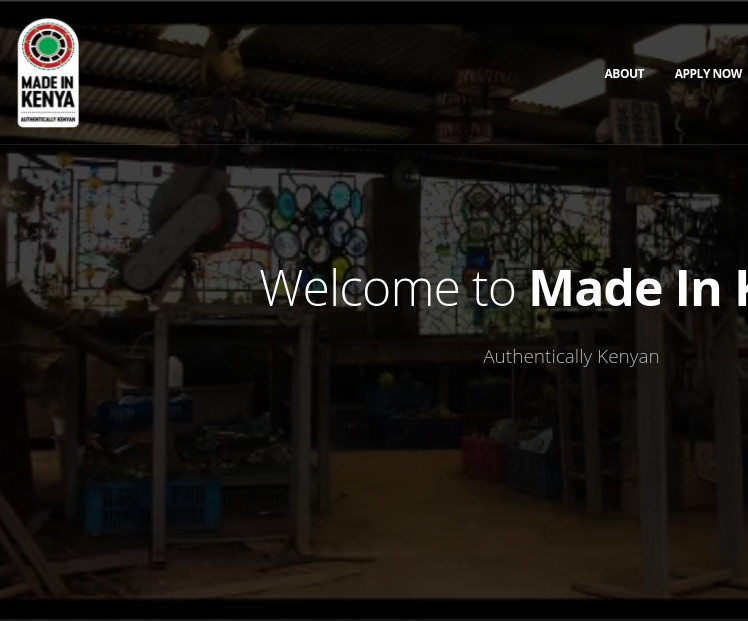 MADE IN
KENYA
AUTHENTICALLY KENYAN
ABOUT
APPLY NOW
Welcome to Made In K
Authentically Kenyan